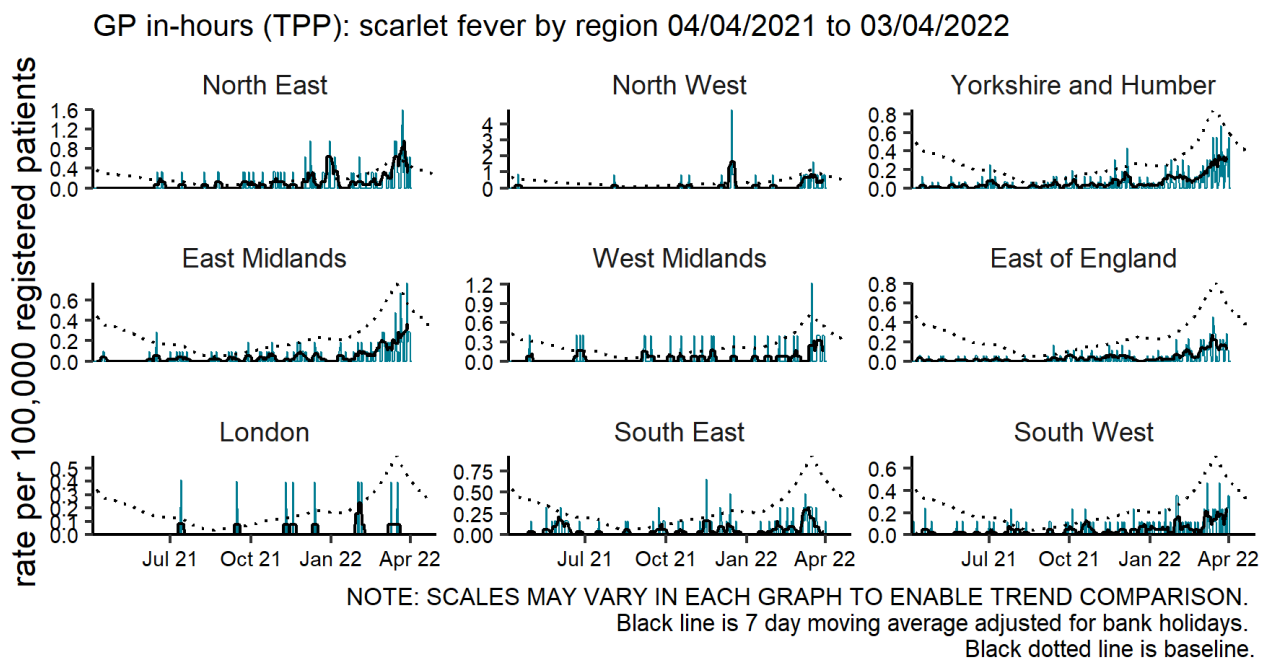 GP in-hours (TPP): scarlet fever by region 04/04/2021 to 03/04/2022
rate per 100,000 registered patients
North East
1.6
1.2
0.8
0.4
0.0
North West
4
3
2
1
0
Yorkshire and Humber
0.8
0.6
0.4
0.2
0.0
East Midlands
0.6
0.4
0.2
0.0
West Midlands
1.2
0.9
0.6
0.3
0.0
East of England
0.8
0.6
0.4
0.2
0.0
London
0.5
0.4
0.3
0.2
0.1
0.0
Jul 21 Oct 21 Jan 22 Apr 22
South East
0.75
0.50
0.25
0.00
Jul 21 Oct 21 Jan 22 Apr 22
South West
0.6
0.4
0.2
0.0
Jul 21 Oct 21 Jan 22 Apr 22
NOTE: SCALES MAY VARY IN EACH GRAPH TO ENABLE TREND COMPARISON.
Black line is 7 day moving average adjusted for bank holidays.
Black dotted line is baseline.